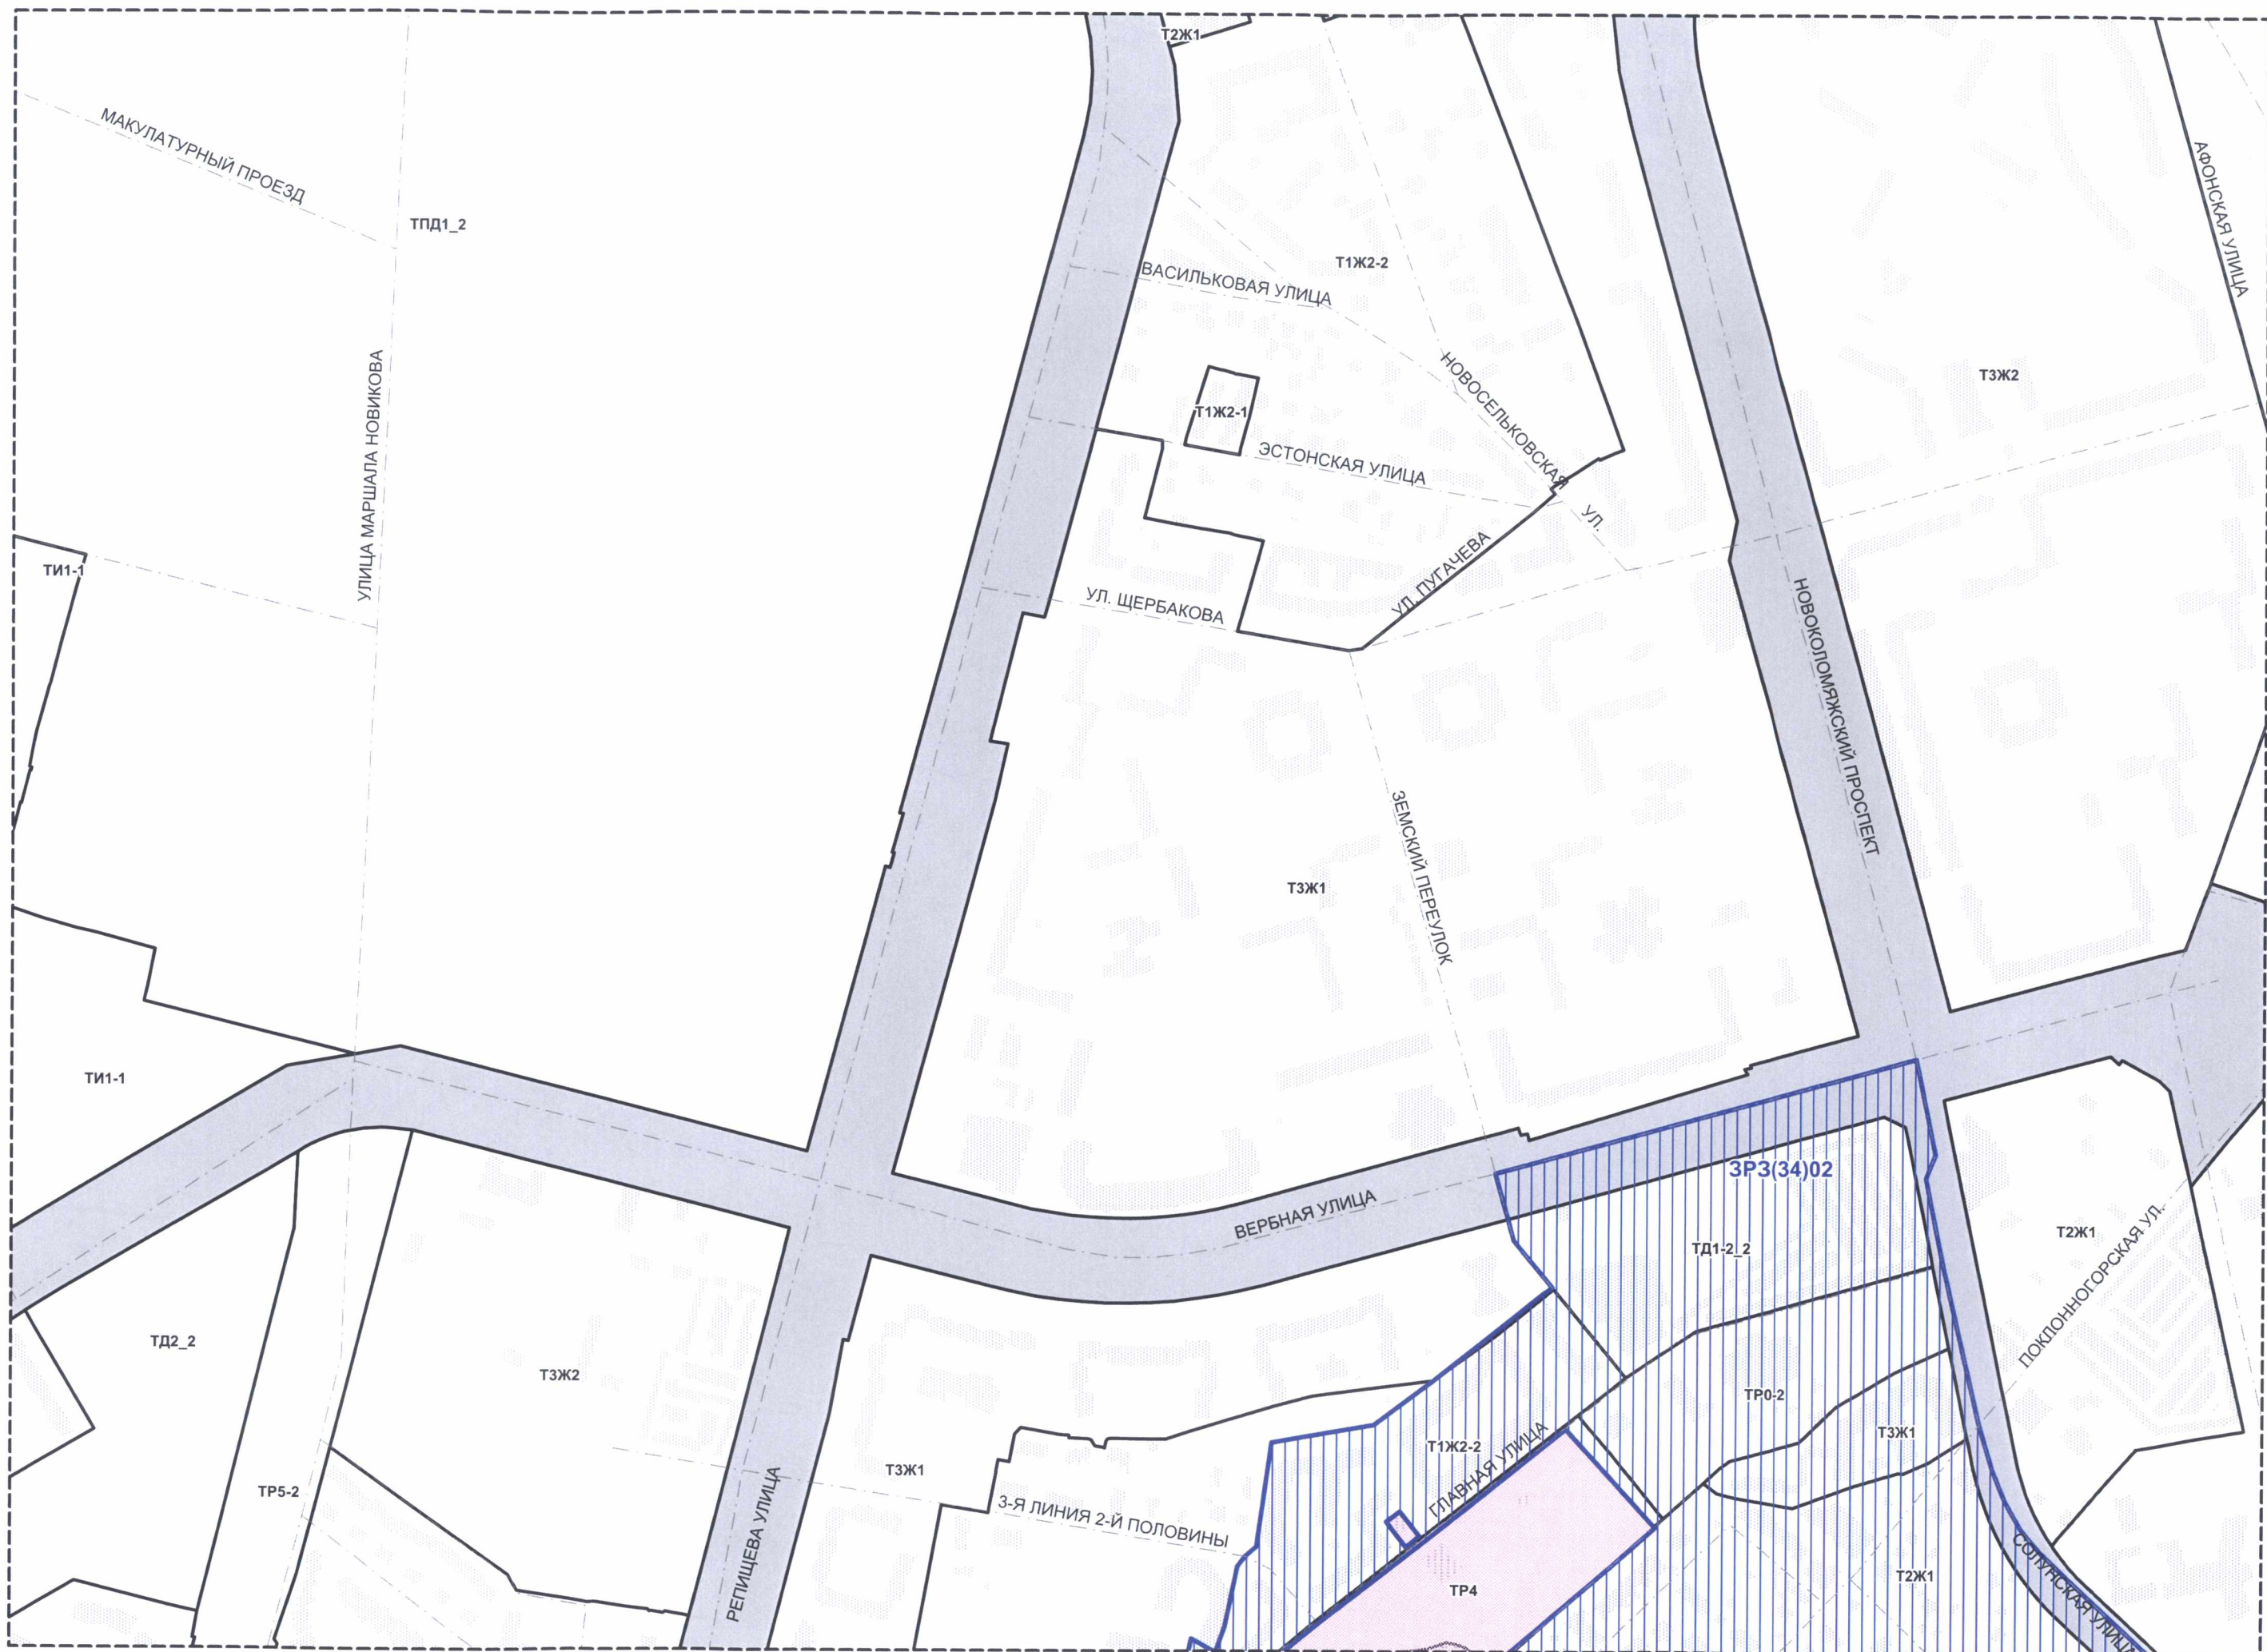 Т2Ж1
МАКУЛАТУРНЫЙ ПРОЕЗД
ТПД1_2
АФОНСКАЯ УЛИЦА
Т1Ж2-2
ВАСИЛЬКОВАЯ УЛИЦА
Т3Ж2
УЛИЦА МАРШАЛА НОВИКОВА
НОВОСЕЛЬКОВСКАЯ
УЛ.
Т1Ж2-1
ЭСТОНСКАЯ УЛИЦА
ТИ1-1
УЛ. ПУГАЧЕВА
УЛ. ЩЕРБАКОВА
НОВОКОЛОМЯЖСКИЙ ПРОСПЕКТ
ЗЕМСКИЙ ПЕРЕУЛОК
Т3Ж1
ТИ1-1
ЗРЗ(34)02
ВЕРБНАЯ УЛИЦА
ТД1-2_2
Т2Ж1
ПОКЛОННОГОРСКАЯ УЛ.
ТД2_2
Т3Ж2
ТР0-2
Т3Ж1
Т1Ж2-2
ГЛАВНАЯ УЛИЦА
Т3Ж1
ТР5-2
3-Я ЛИНИЯ 2-Й ПОЛОВИНЫ
РЕПИЩЕВА УЛИЦА
ТР4
Т2Ж1
СОЛУНСКАЯ УЛИЦА